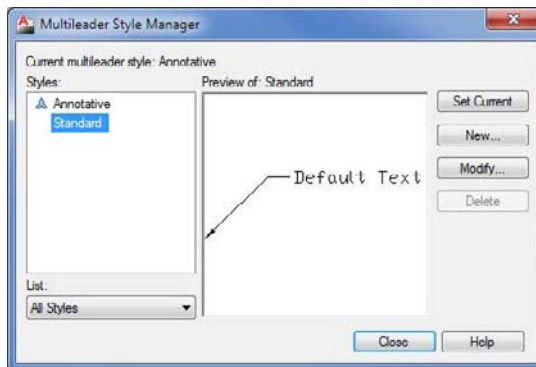 Multileader Style Manager
Current multileader style: Annotative
Styles:
Preview of: Standard
Annotative
Standard
Set Current
New...
Modify...
Delete
Default Text
List:
All Styles
Close
Help